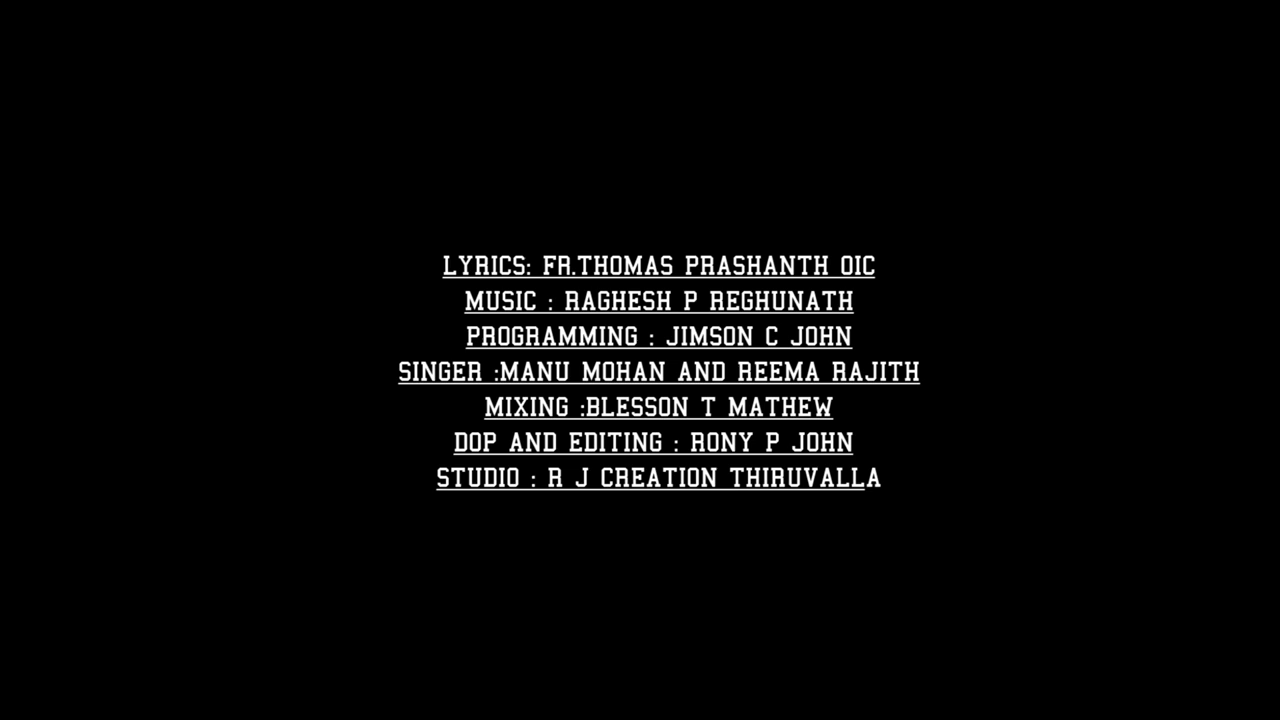 LYRICS: FR.THOMAS PRASHANTH OIC
MUSIC : RAGHESH P REGHUNATH
PROGRAMMING : JIMSON C JOHN
SINGER :MANU MOHAN AND REEMA RAJITH
MIXING :BLESSON T MATHEW
DOP AND EDITING : RONY P JOHN
STUDIO : R J CREATION THIRUVALLA